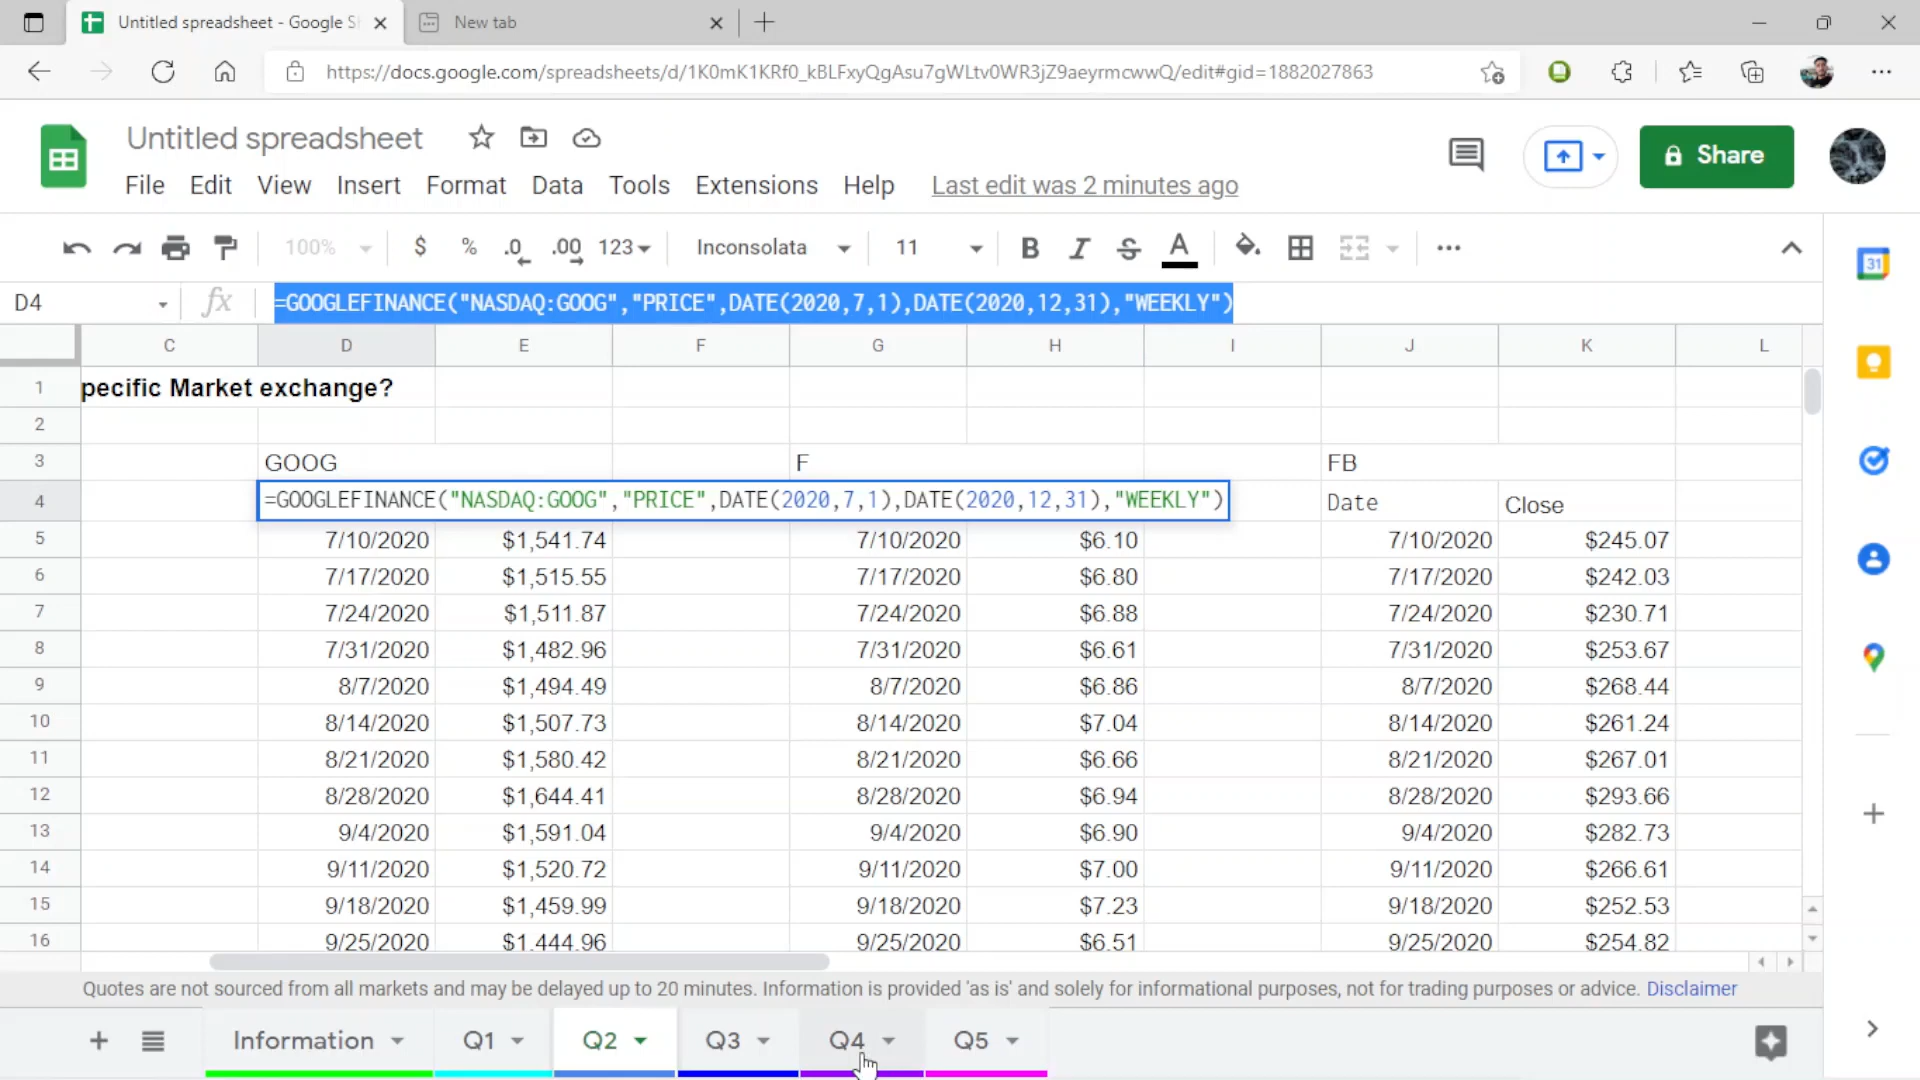 Untitled spreadsheet - Google S
New tab
https://docs.google.com/spreadsheets/d/1K0mK1KRf0_kBLFxyQgAsu7gWLtv0WR3jZ9aeyrmcwwQ/edit#gid=1882027863
Untitled spreadsheet
Share
File Edit View Insert Format Data Tools Extensions Help Last edit was 2 minutes ago
100% $ % .0 .00 123 Inconsolata 11 B I S A
31
D4 fx =GOOGLEFINANCE("NASDAQ:GOOG","PRICE",DATE(2020,7,1),DATE(2020,12,31),"WEEKLY")
C D E F G H I J K L
1 pecific Market exchange?
2
3 GOOG F FB
4 =GOOGLEFINANCE("NASDAQ:GOOG","PRICE",DATE(2020,7,1),DATE(2020,12,31),"WEEKLY") Date Close
5 7/10/2020 $1,541.74 7/10/2020 $6.10 7/10/2020 $245.07
6 7/17/2020 $1,515.55 7/17/2020 $6.80 7/17/2020 $242.03
7 7/24/2020 $1,511.87 7/24/2020 $6.88 7/24/2020 $230.71
8 7/31/2020 $1,482.96 7/31/2020 $6.61 7/31/2020 $253.67
9 8/7/2020 $1,494.49 8/7/2020 $6.86 8/7/2020 $268.44
10 8/14/2020 $1,507.73 8/14/2020 $7.04 8/14/2020 $261.24
11 8/21/2020 $1,580.42 8/21/2020 $6.66 8/21/2020 $267.01
12 8/28/2020 $1,644.41 8/28/2020 $6.94 8/28/2020 $293.66
13 9/4/2020 $1,591.04 9/4/2020 $6.90 9/4/2020 $282.73
14 9/11/2020 $1,520.72 9/11/2020 $7.00 9/11/2020 $266.61
15 9/18/2020 $1,459.99 9/18/2020 $7.23 9/18/2020 $252.53
16 9/25/2020 $1,444.96 9/25/2020 $6.51 9/25/2020 $254.82
Quotes are not sourced from all markets and may be delayed up to 20 minutes. Information is provided 'as is' and solely for informational purposes, not for trading purposes or advice. Disclaimer
Information Q1 Q2 Q3 Q4 Q5